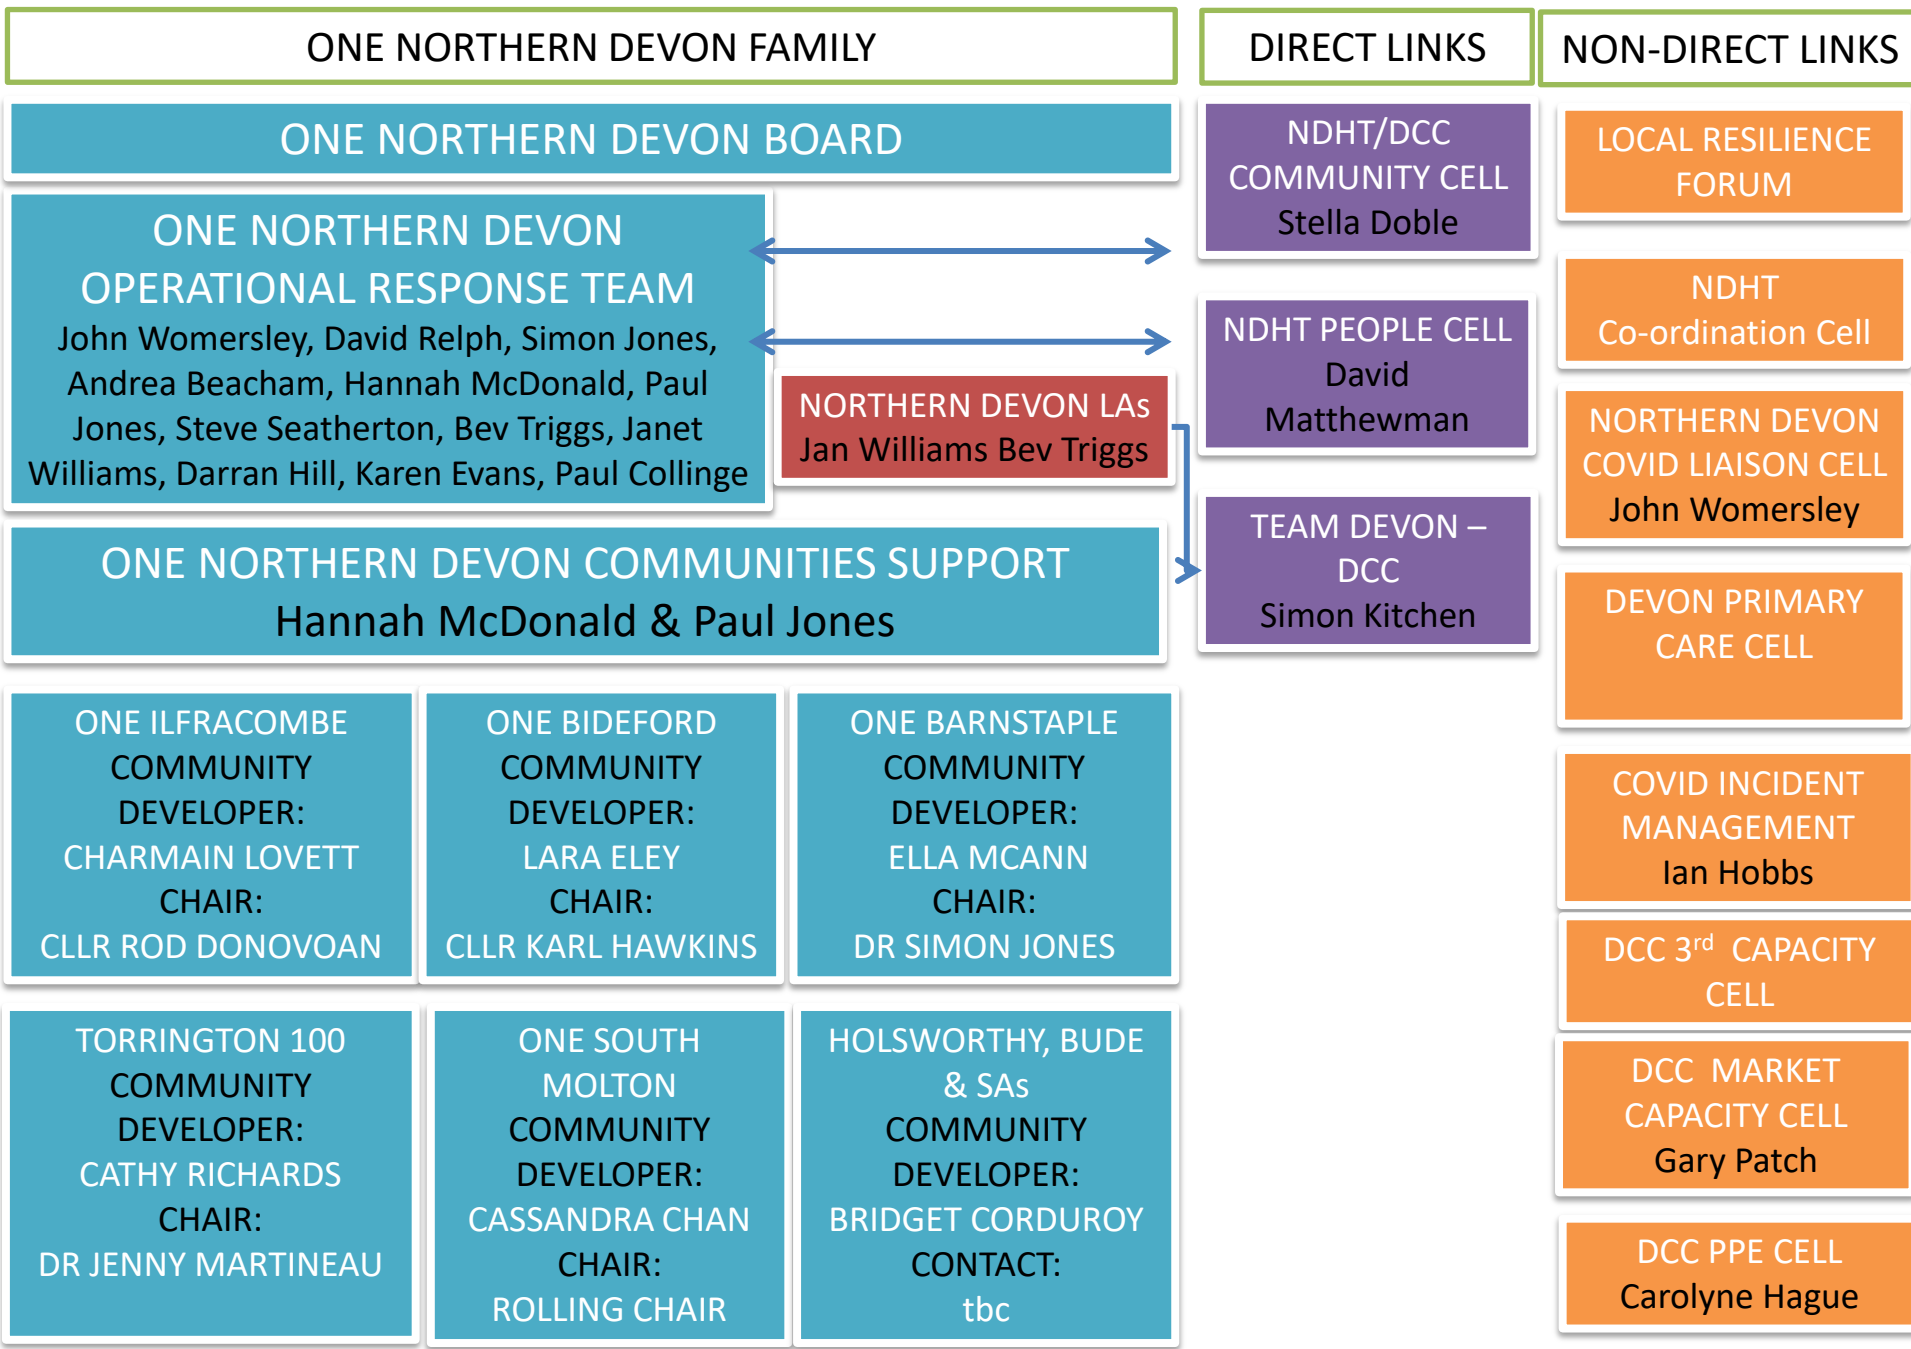 ONE NORTHERN DEVON FAMILY
DIRECT LINKS
NON-DIRECT LINKS
ONE NORTHERN DEVON BOARD
ONE NORTHERN DEVON
OPERATIONAL RESPONSE TEAM
John Womersley, David Relph, Simon Jones,
Andrea Beacham, Hannah McDonald, Paul
Jones, Steve Seatherton, Bev Triggs, Janet
Williams, Darran Hill, Karen Evans, Paul Collinge
NORTHERN DEVON LAs
Jan Williams Bev Triggs
ONE NORTHERN DEVON COMMUNITIES SUPPORT
Hannah McDonald & Paul Jones
ONE ILFRACOMBE
COMMUNITY
DEVELOPER:
CHARMAIN LOVETT
CHAIR:
CLLR ROD DONOVOAN
ONE BIDEFORD
COMMUNITY
DEVELOPER:
LARA ELEY
CHAIR:
CLLR KARL HAWKINS
ONE BARNSTAPLE
COMMUNITY
DEVELOPER:
ELLA MCANN
CHAIR:
DR SIMON JONES
TORRINGTON 100
COMMUNITY
DEVELOPER:
CATHY RICHARDS
CHAIR:
DR JENNY MARTINEAU
ONE SOUTH
MOLTON
COMMUNITY
DEVELOPER:
CASSANDRA CHAN
CHAIR:
ROLLING CHAIR
HOLSWORTHY, BUDE
& SAs
COMMUNITY
DEVELOPER:
BRIDGET CORDUROY
CONTACT:
tbc
NDHT/DCC
COMMUNITY CELL
Stella Doble
NDHT PEOPLE CELL
David
Matthewman
TEAM DEVON –
DCC
Simon Kitchen
LOCAL RESILIENCE
FORUM
NDHT
Co-ordination Cell
NORTHERN DEVON
COVID LIAISON CELL
John Womersley
DEVON PRIMARY
CARE CELL
COVID INCIDENT
MANAGEMENT
Ian Hobbs
DCC 3rd CAPACITY
CELL
DCC MARKET
CAPACITY CELL
Gary Patch
DCC PPE CELL
Carolyne Hague